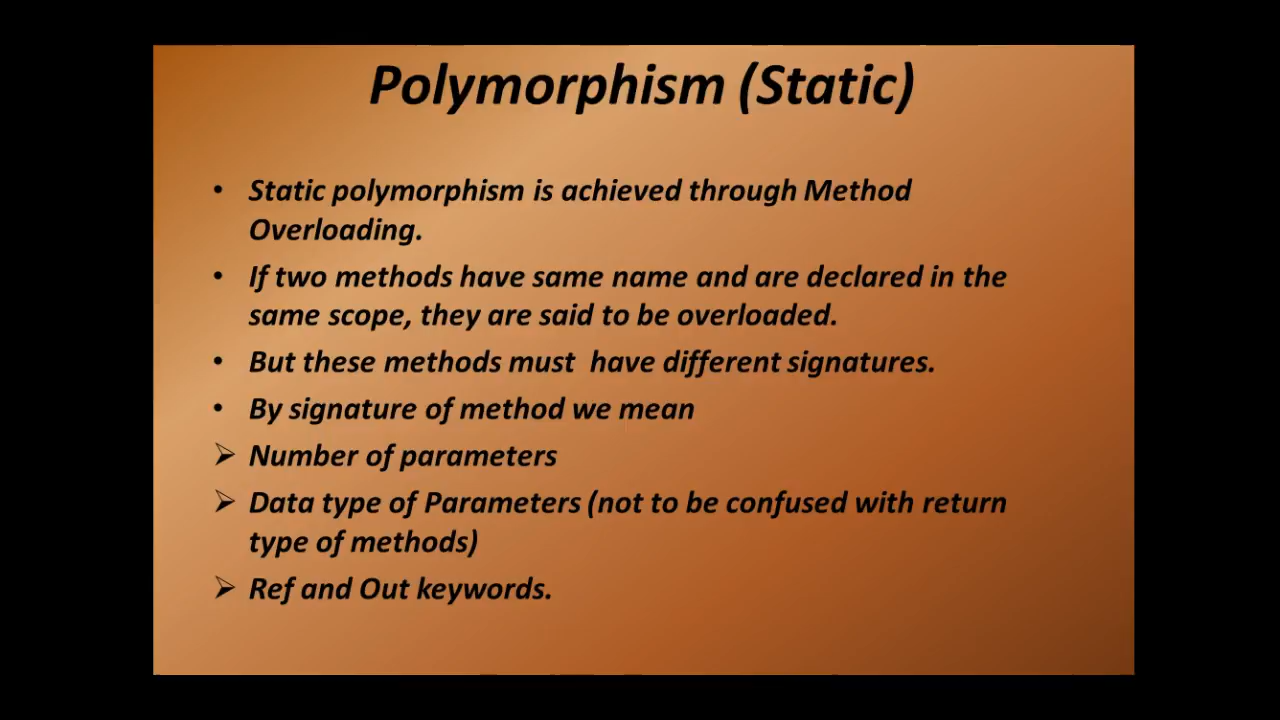 Polymorphism (Static)
• Static polymorphism is achieved through Method
Overloading.
• If two methods have same name and are declared in the
same scope, they are said to be overloaded.
• But these methods must  have different signatures.
• By signature of method we mean
➢ Number of parameters
➢ Data type of Parameters (not to be confused with return
type of methods)
➢ Ref and Out keywords.